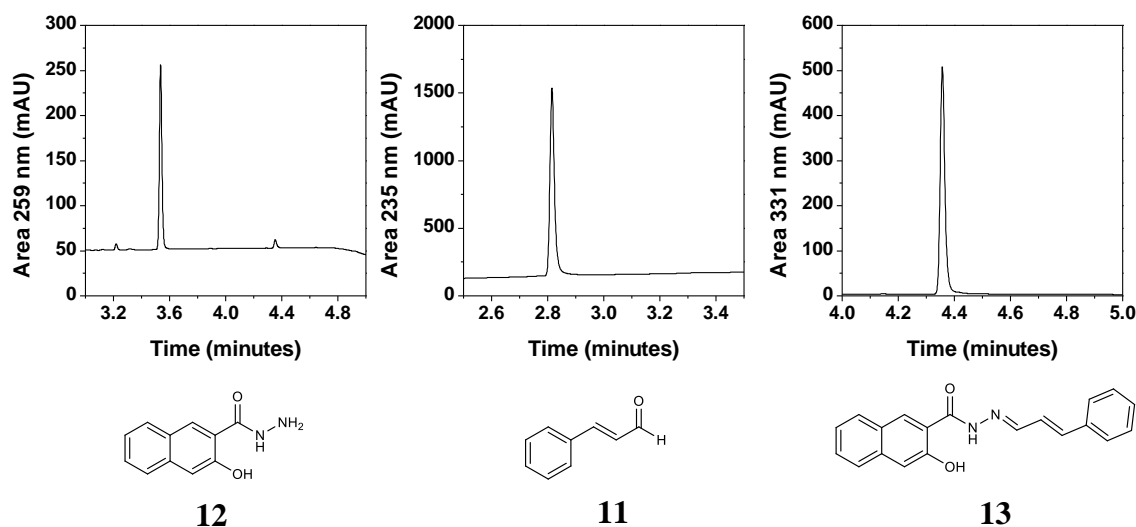 300
250
200
150
100
50
0
Area 259 nm (mAU)
3.2 3.6 4.0 4.4 4.8
Time (minutes)
2000
1500
1000
500
0
Area 235 nm (mAU)
2.6 2.8 3.0 3.2 3.4
Time (minutes)
600
500
400
300
200
100
0
Area 331 nm (mAU)
4.0 4.2 4.4 4.6 4.8 5.0
Time (minutes)
O
NH2
N
H
OH
12
O
H
11
O
N
N
H
OH
13